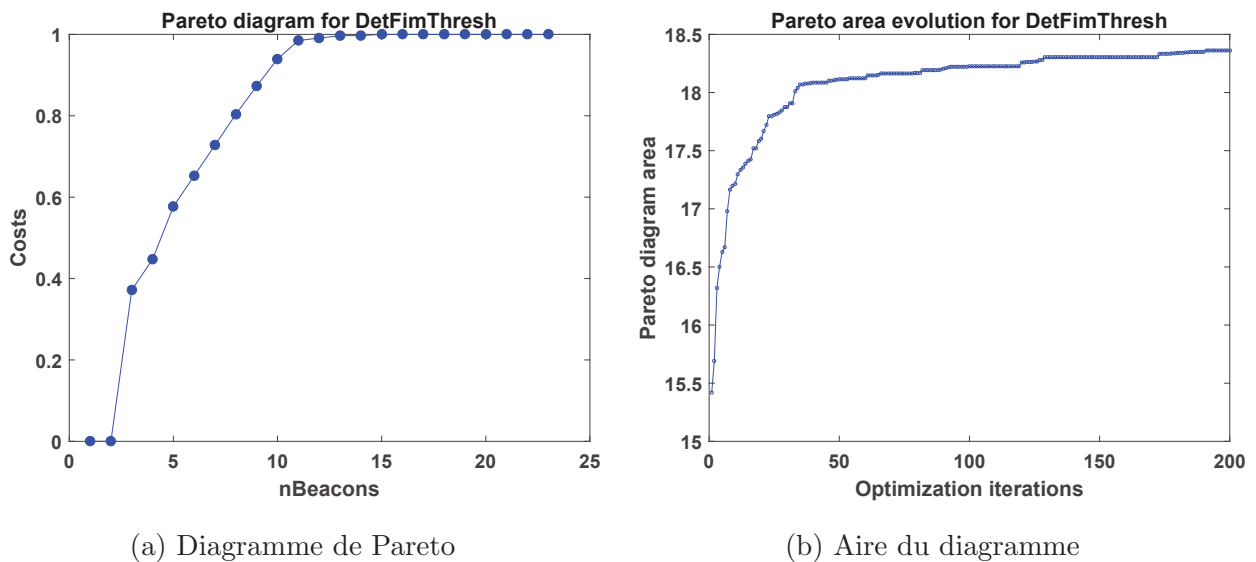 Pareto diagram for DetFimThresh
1
0.8
0.6
0.4
0.2
0
Costs
0 5 10 15 20 25
nBeacons
(a) Diagramme de Pareto
Pareto area evolution for DetFimThresh
18.5
18
17.5
17
16.5
16
15.5
15
Pareto diagram area
0 50 100 150 200
Optimization iterations
(b) Aire du diagramme